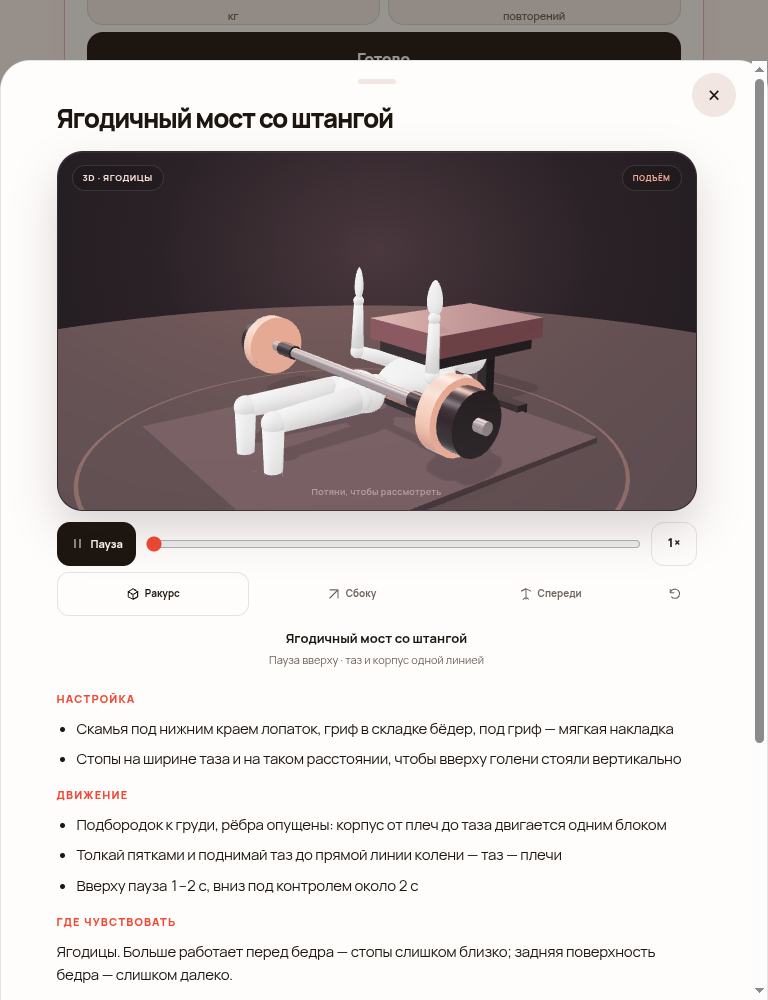 кг
повторений
Готово
Ягодичный мост со штангой
3D · ЯГОДИЦЫ
ПОДЪЁМ
Потяни, чтобы рассмотреть
Пауза
1×
Ракурс
Сбоку
Спереди
Ягодичный мост со штангой
Пауза вверху · таз и корпус одной линией
НАСТРОЙКА
Скамья под нижним краем лопаток, гриф в складке бёдер, под гриф — мягкая накладка
Стопы на ширине таза и на таком расстоянии, чтобы вверху голени стояли вертикально
ДВИЖЕНИЕ
Подбородок к груди, рёбра опущены: корпус от плеч до таза двигается одним блоком
Толкай пятками и поднимай таз до прямой линии колени — таз — плечи
Вверху пауза 1–2 с, вниз под контролем около 2 с
ГДЕ ЧУВСТВОВАТЬ
Ягодицы. Больше работает перед бедра — стопы слишком близко; задняя поверхность
бедра — слишком далеко.